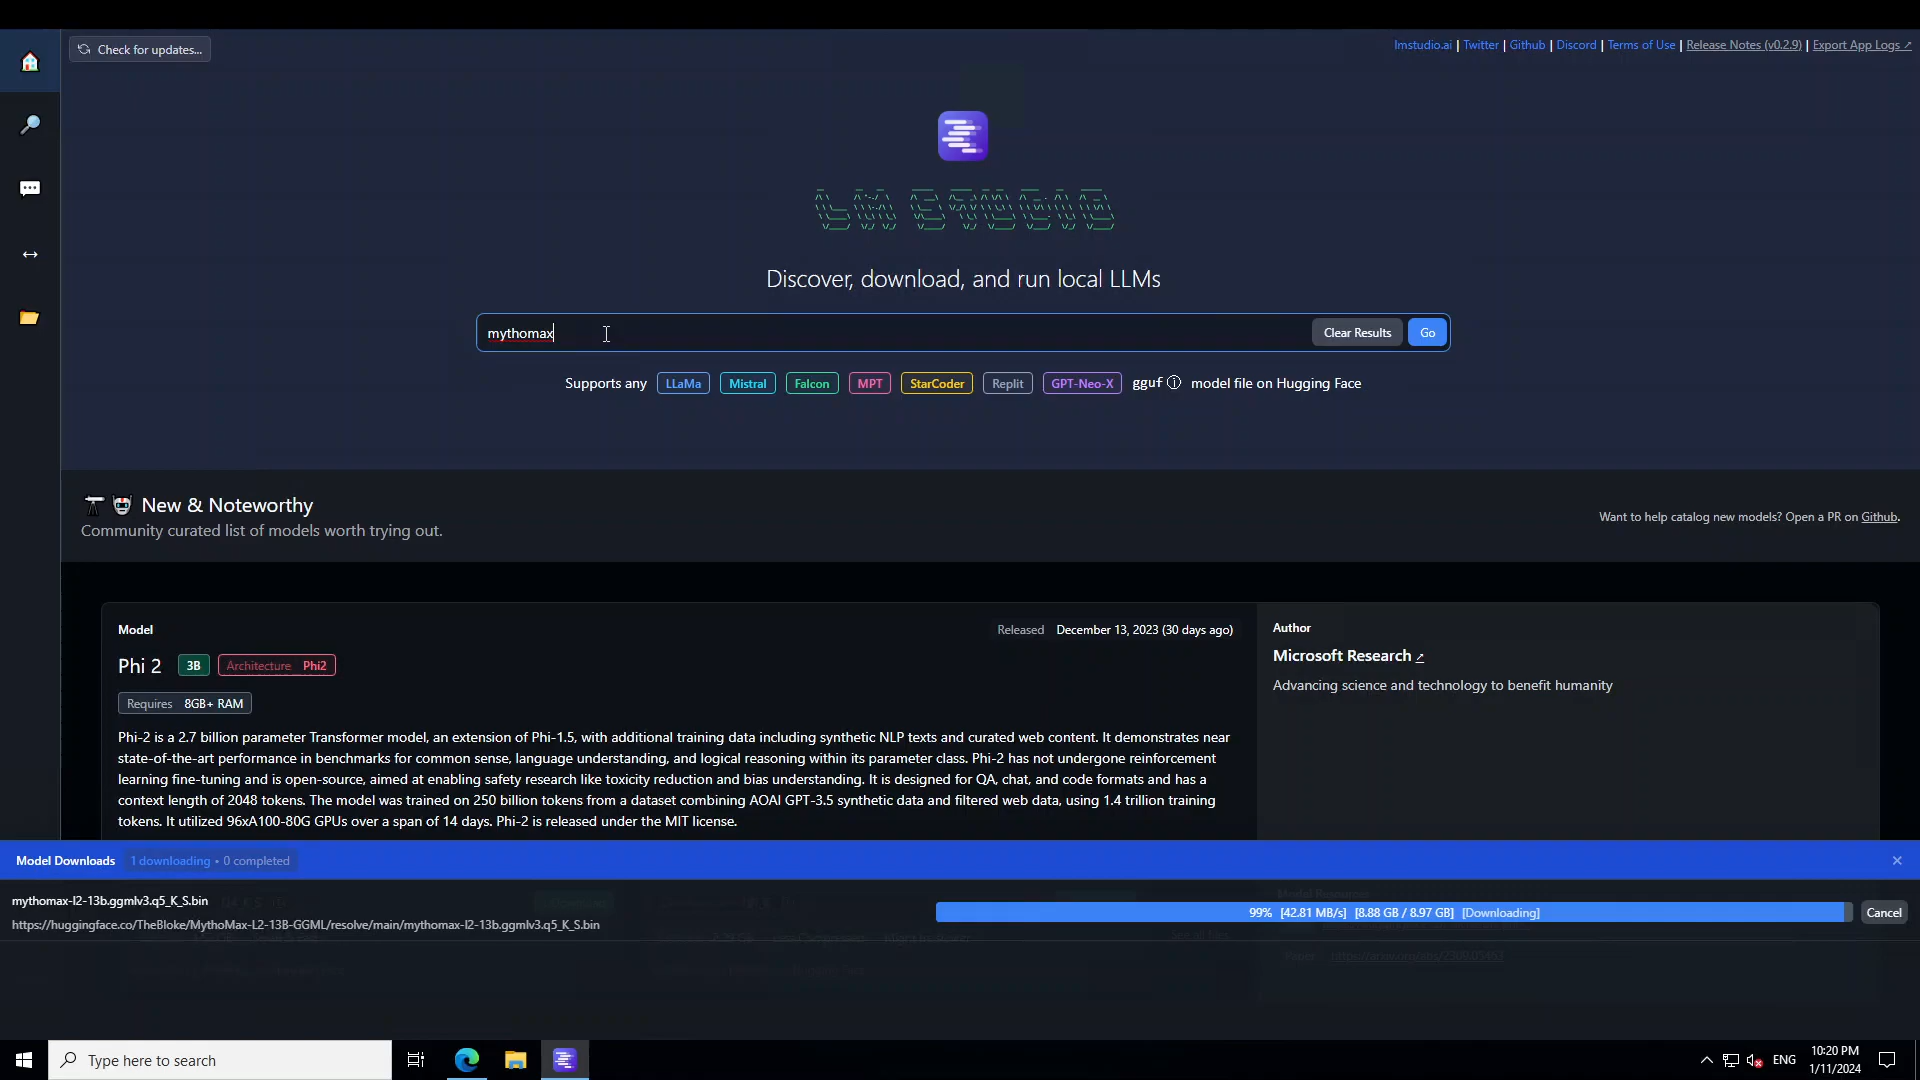 Check for updates...
lmstudio.ai | Twitter | Github | Discord | Terms of Use | Release Notes (v0.2.9) | Export App Logs ↗
LM STUDIO
Discover, download, and run local LLMs
mythomax
Clear Results
Go
Supports any LLaMa Mistral Falcon MPT StarCoder Replit GPT-Neo-X gguf ⓘ model file on Hugging Face
New & Noteworthy
Community curated list of models worth trying out.
Want to help catalog new models? Open a PR on Github.
Model
Released December 13, 2023 (30 days ago)
Phi 2 3B Architecture Phi2
Requires 8GB+ RAM
Phi-2 is a 2.7 billion parameter Transformer model, an extension of Phi-1.5, with additional training data including synthetic NLP texts and curated web content. It demonstrates near
state-of-the-art performance in benchmarks for common sense, language understanding, and logical reasoning within its parameter class. Phi-2 has not undergone reinforcement
learning fine-tuning and is open-source, aimed at enabling safety research like toxicity reduction and bias understanding. It is designed for QA, chat, and code formats and has a
context length of 2048 tokens. The model was trained on 250 billion tokens from a dataset combining AOAI GPT-3.5 synthetic data and filtered web data, using 1.4 trillion training
tokens. It utilized 96xA100-80G GPUs over a span of 14 days. Phi-2 is released under the MIT license.
Author
Microsoft Research ↗
Advancing science and technology to benefit humanity
Model Downloads 1 downloading • 0 completed
Model Resources
mythomax-l2-13b.ggmlv3.q5_K_S.bin
https://huggingface.co/TheBloke/MythoMax-L2-13B-GGML/resolve/main/mythomax-l2-13b.ggmlv3.q5_K_S.bin
99% [42.81 MB/s] [8.88 GB / 8.97 GB] [Downloading]
Cancel
See all files
Paper https://arxiv.org/abs/2309.05463
Type here to search
ENG
10:20 PM
1/11/2024